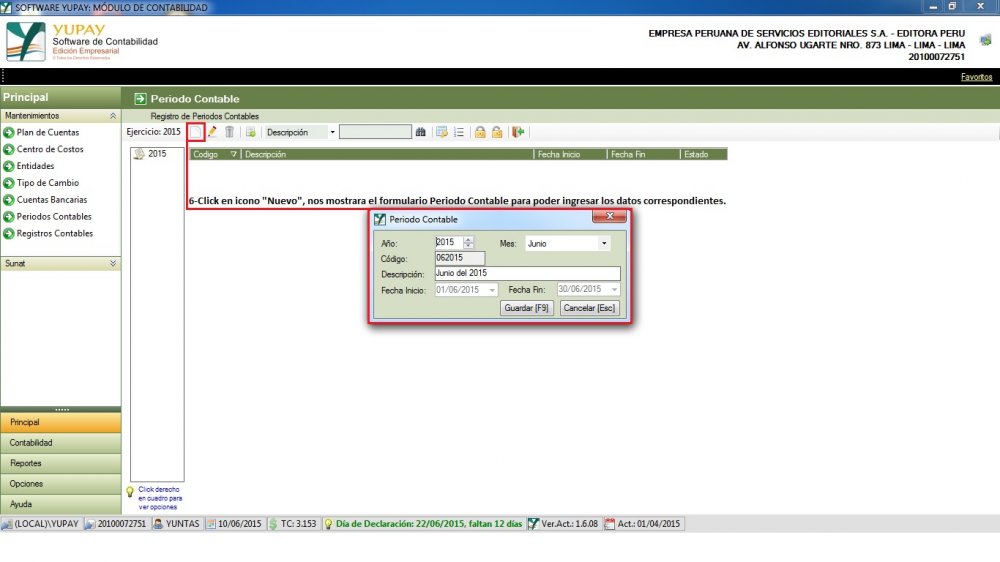 SOFTWARE YUPAY: MÓDULO DE CONTABILIDAD
YUPAY
Software de Contabilidad
Edición Empresarial
© Todos los Derechos Reservados
EMPRESA PERUANA DE SERVICIOS EDITORIALES S.A. - EDITORA PERU
AV. ALFONSO UGARTE NRO. 873 LIMA - LIMA - LIMA
20100072751
Favoritos
Principal
Periodo Contable
Mantenimientos
Registro de Periodos Contables
Plan de Cuentas
Centro de Costos
Entidades
Tipo de Cambio
Cuentas Bancarias
Periodos Contables
Registros Contables
Sunat
Ejercicio: 2015
Descripción
2015
Codigo
Descripción
Fecha Inicio
Fecha Fin
Estado
6-Click en icono "Nuevo", nos mostrara el formulario Periodo Contable para poder ingresar los datos correspondientes.
Periodo Contable
Año: 2015 Mes: Junio
Código: 062015
Descripción: Junio del 2015
Fecha Inicio: 01/06/2015 Fecha Fin: 30/06/2015
Guardar [F9] Cancelar [Esc]
Principal
Contabilidad
Reportes
Opciones
Ayuda
Click derecho
en cuadro para
ver opciones
(LOCAL)\YUPAY 20100072751 YUNTAS 10/06/2015 TC: 3.153 Día de Declaración: 22/06/2015, faltan 12 días Ver.Act.: 1.6.08 Act.: 01/04/2015